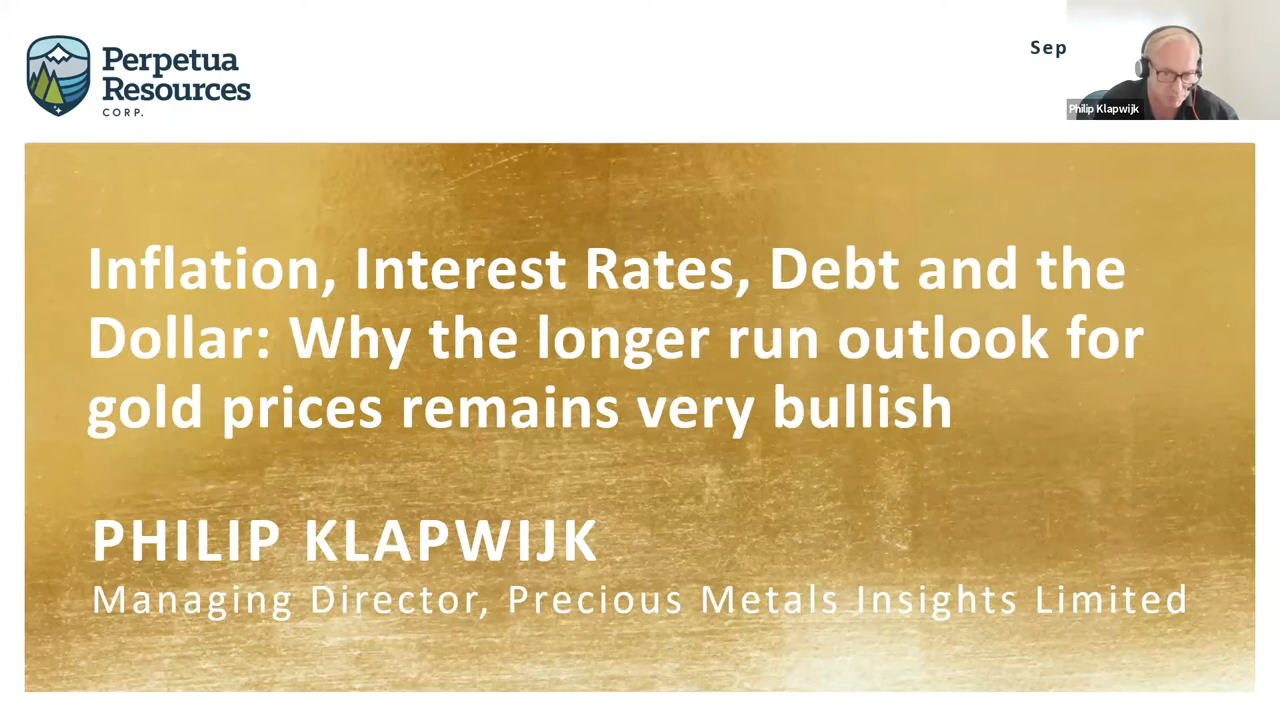 Perpetua
Resources
CORP.
Sep
Philip Klapwijk
Inflation, Interest Rates, Debt and the
Dollar: Why the longer run outlook for
gold prices remains very bullish
PHILIP KLAPWIJK
Managing Director, Precious Metals Insights Limited